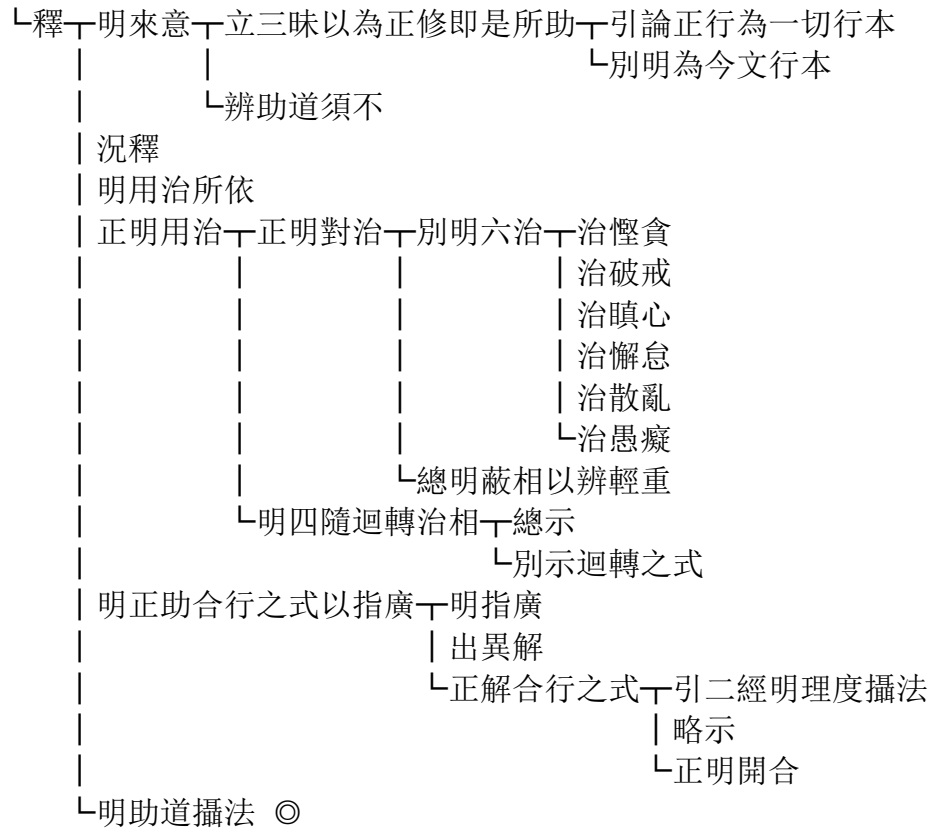 └釋┬明來意┬立三昧以為正修即是所助┬引論正行為一切行本
│ │ └別明為今文行本
│ └辨助道須不
│況釋
│明用治所依
│正明用治┬正明對治┬別明六治┬治慳貪
│ │ │ │治破戒
│ │ │ │治瞋心
│ │ │ │治懈怠
│ │ │ │治散亂
│ │ │ └治愚癡
│ │ └總明蔽相以辨輕重
│ └明四隨迴轉治相┬總示
│ └別示迴轉之式
│明正助合行之式以指廣┬明指廣
│ │出異解
│ └正解合行之式┬引二經明理度攝法
│ │略示
│ └正明開合
└明助道攝法 ◎